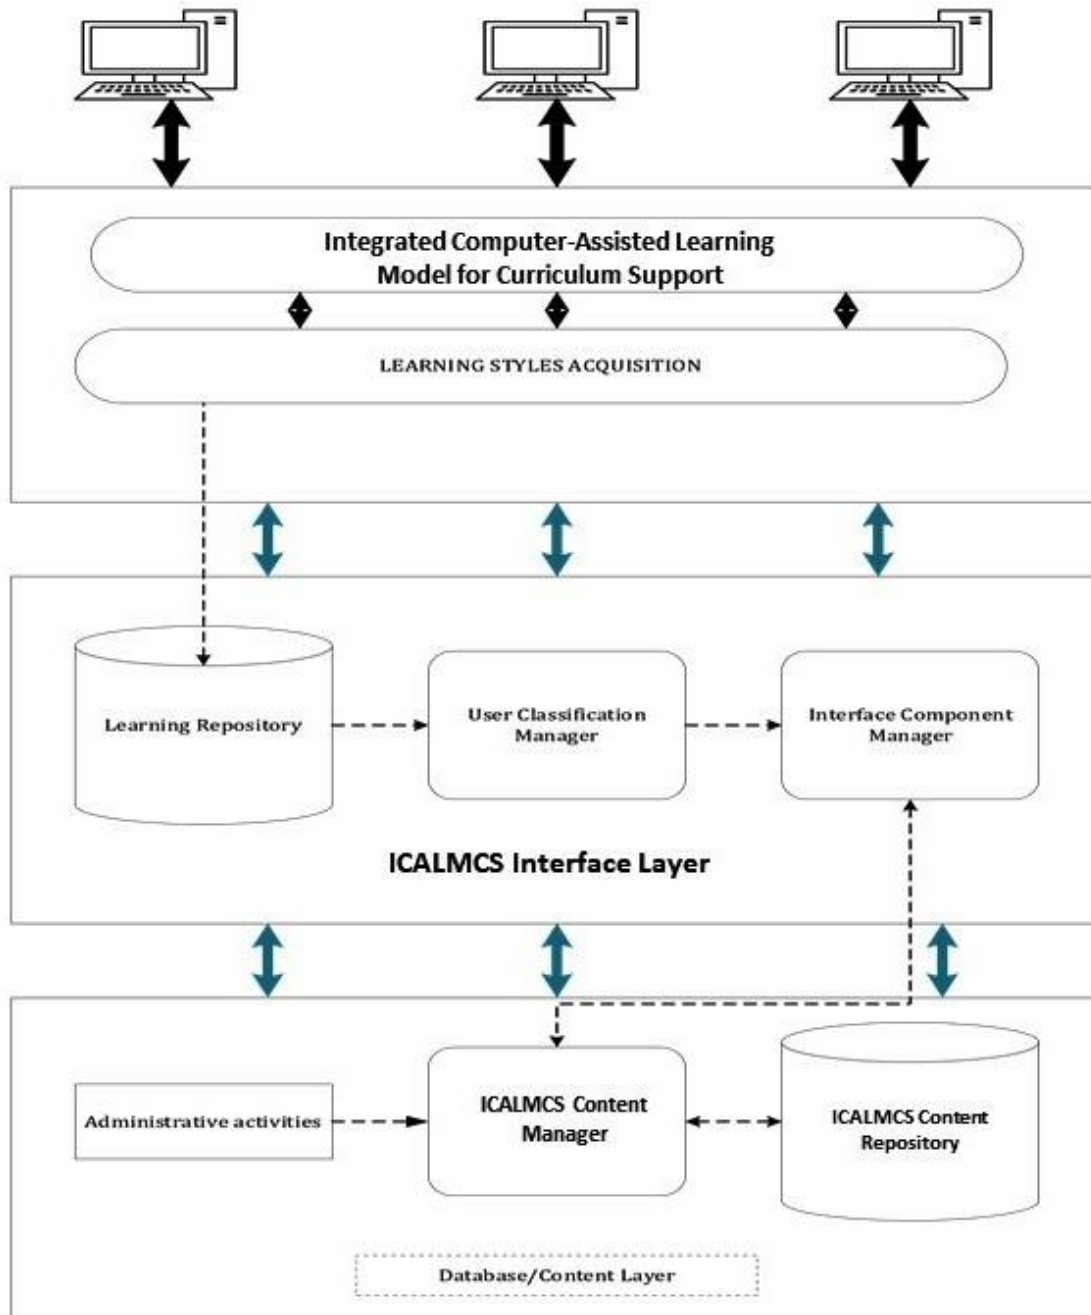 Integrated Computer-Assisted Learning
Model for Curriculum Support
LEARNING STYLES ACQUISITION
Learning Repository
User Classification
Manager
Interface Component
Manager
ICALMCS Interface Layer
Administrative activities
ICALMCS Content
Manager
ICALMCS Content
Repository
Database/Content Layer